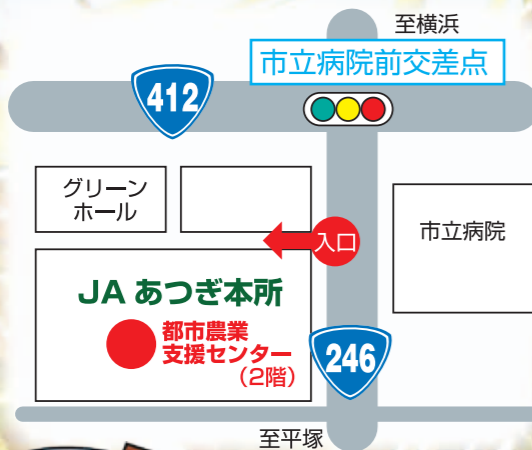 至横浜
市立病院前交差点
412
グリーン
ホール
入口
市立病院
JA あつぎ本所
都市農業
支援センター
(2階)
246
至平塚